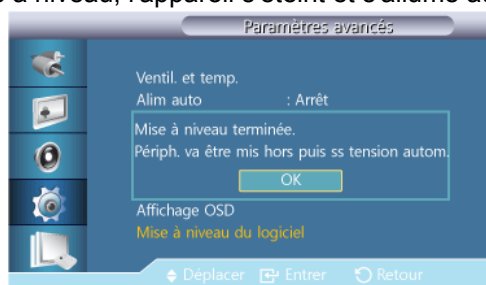 Paramètres avancés
Ventil. et temp.
Alim auto : Arrêt
Mise à niveau terminée.
Périph. va être mis hors puis ss tension autom.
OK
Affichage OSD
Mise à niveau du logiciel
Déplacer Entrer Retour